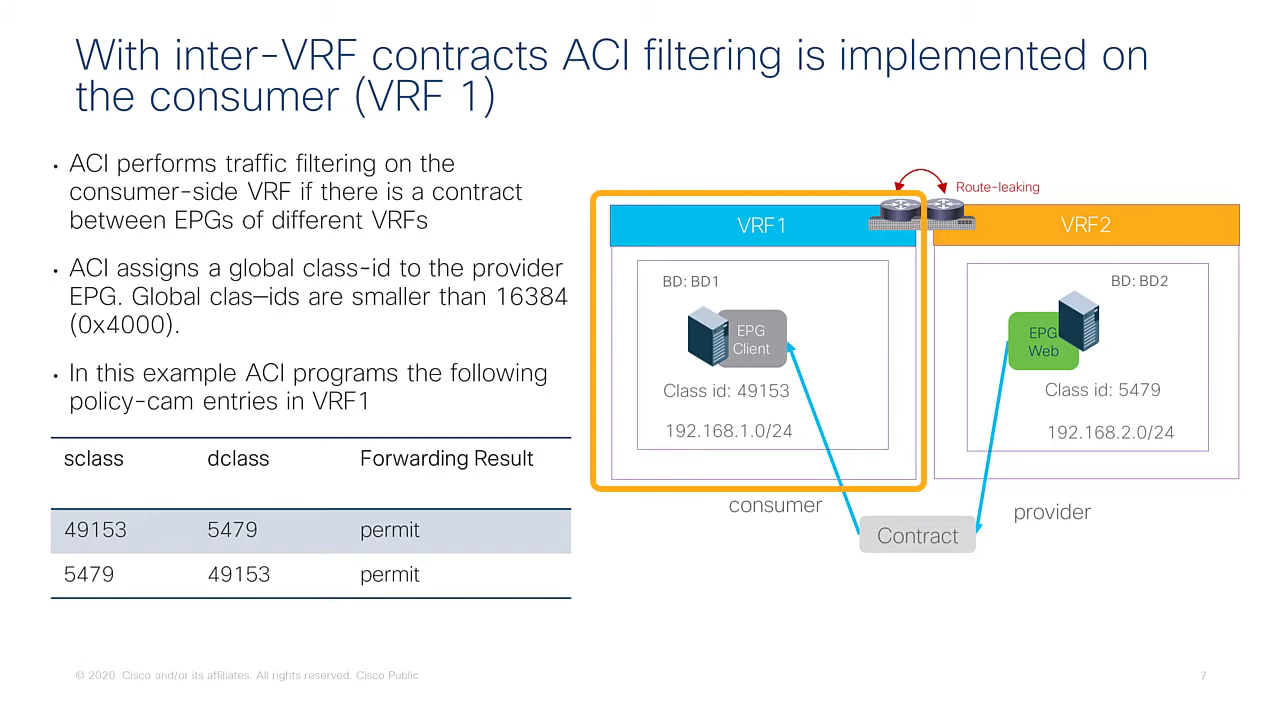 With inter-VRF contracts ACI filtering is implemented on
the consumer (VRF 1)
• ACI performs traffic filtering on the
consumer-side VRF if there is a contract
between EPGs of different VRFs
• ACI assigns a global class-id to the provider
EPG. Global clas–ids are smaller than 16384
(0x4000).
• In this example ACI programs the following
policy-cam entries in VRF1
sclass dclass Forwarding Result
49153 5479 permit
5479 49153 permit
Route-leaking
VRF1
BD: BD1
EPG
Client
Class id: 49153
192.168.1.0/24
consumer
VRF2
BD: BD2
EPG
Web
Class id: 5479
192.168.2.0/24
provider
Contract
© 2020 Cisco and/or its affiliates. All rights reserved. Cisco Public
7